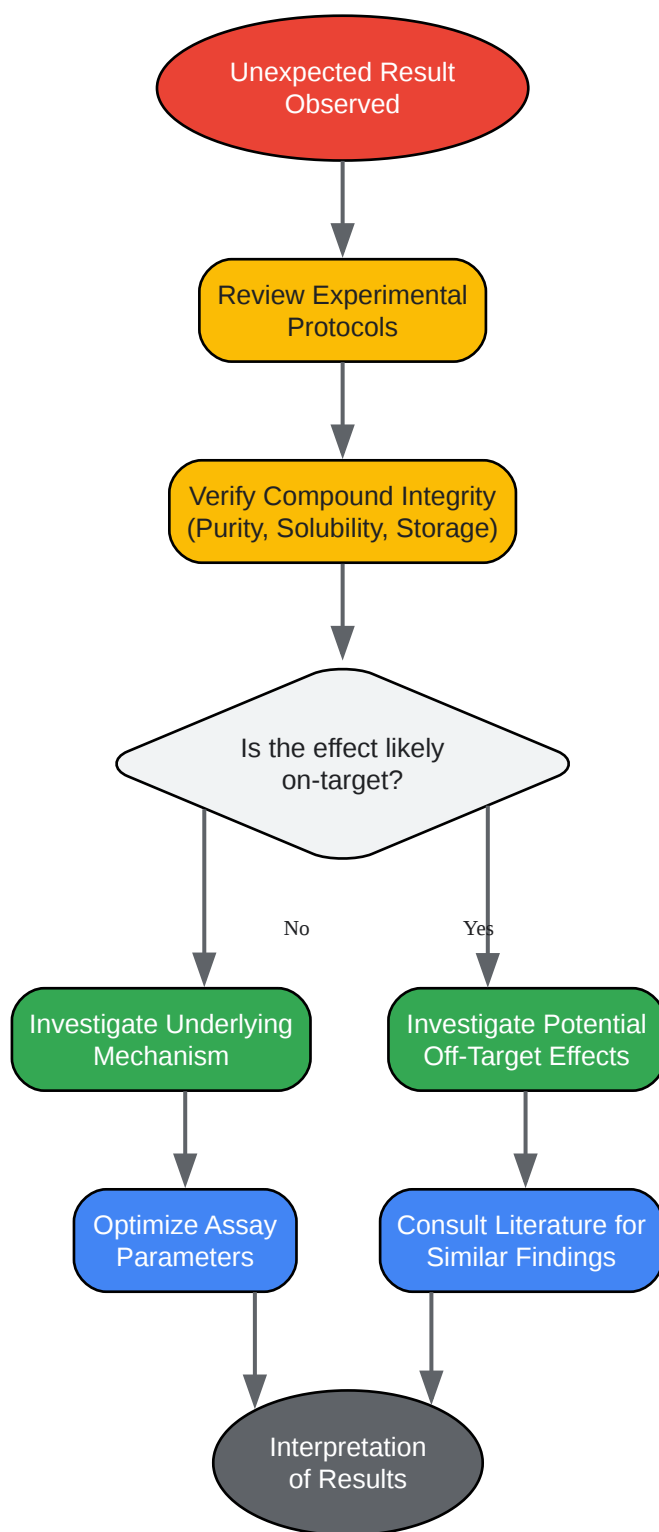 Unexpected Result
Observed
Review Experimental
Protocols
Verify Compound Integrity
(Purity, Solubility, Storage)
Is the effect likely
on-target?
No
Yes
Investigate Underlying
Mechanism
Investigate Potential
Off-Target Effects
Optimize Assay
Parameters
Consult Literature for
Similar Findings
Interpretation
of Results